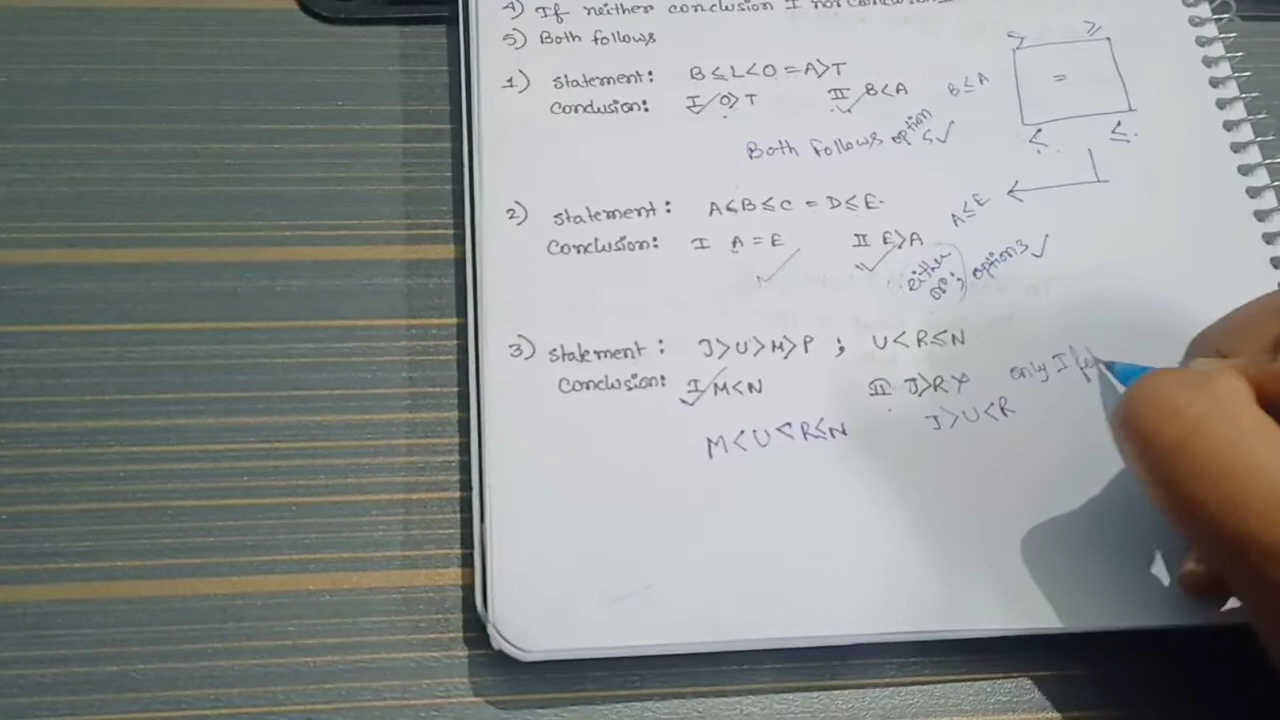 4) If neither conclusion I nor
5) Both follows
1) Statement: B≤L<O=A>T
Conclusion: I O>T II B<A B≤A
Both follows option 5 ✓
> ≥
=
< ≤
2) Statement: A≤B≤C = D≤E.
Conclusion: I A = E II E>A A≤E
either or; option 3 ✓
3) Statement: J>U>M>P ; U<R≤N
Conclusion: I M<N II J>R ✗ only I
M<U<R≤N J>U<R